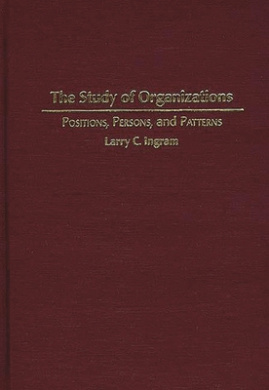 The Study of Organizations
POSITIONS, PERSONS, and PATTERNS
Larry C. Ingram